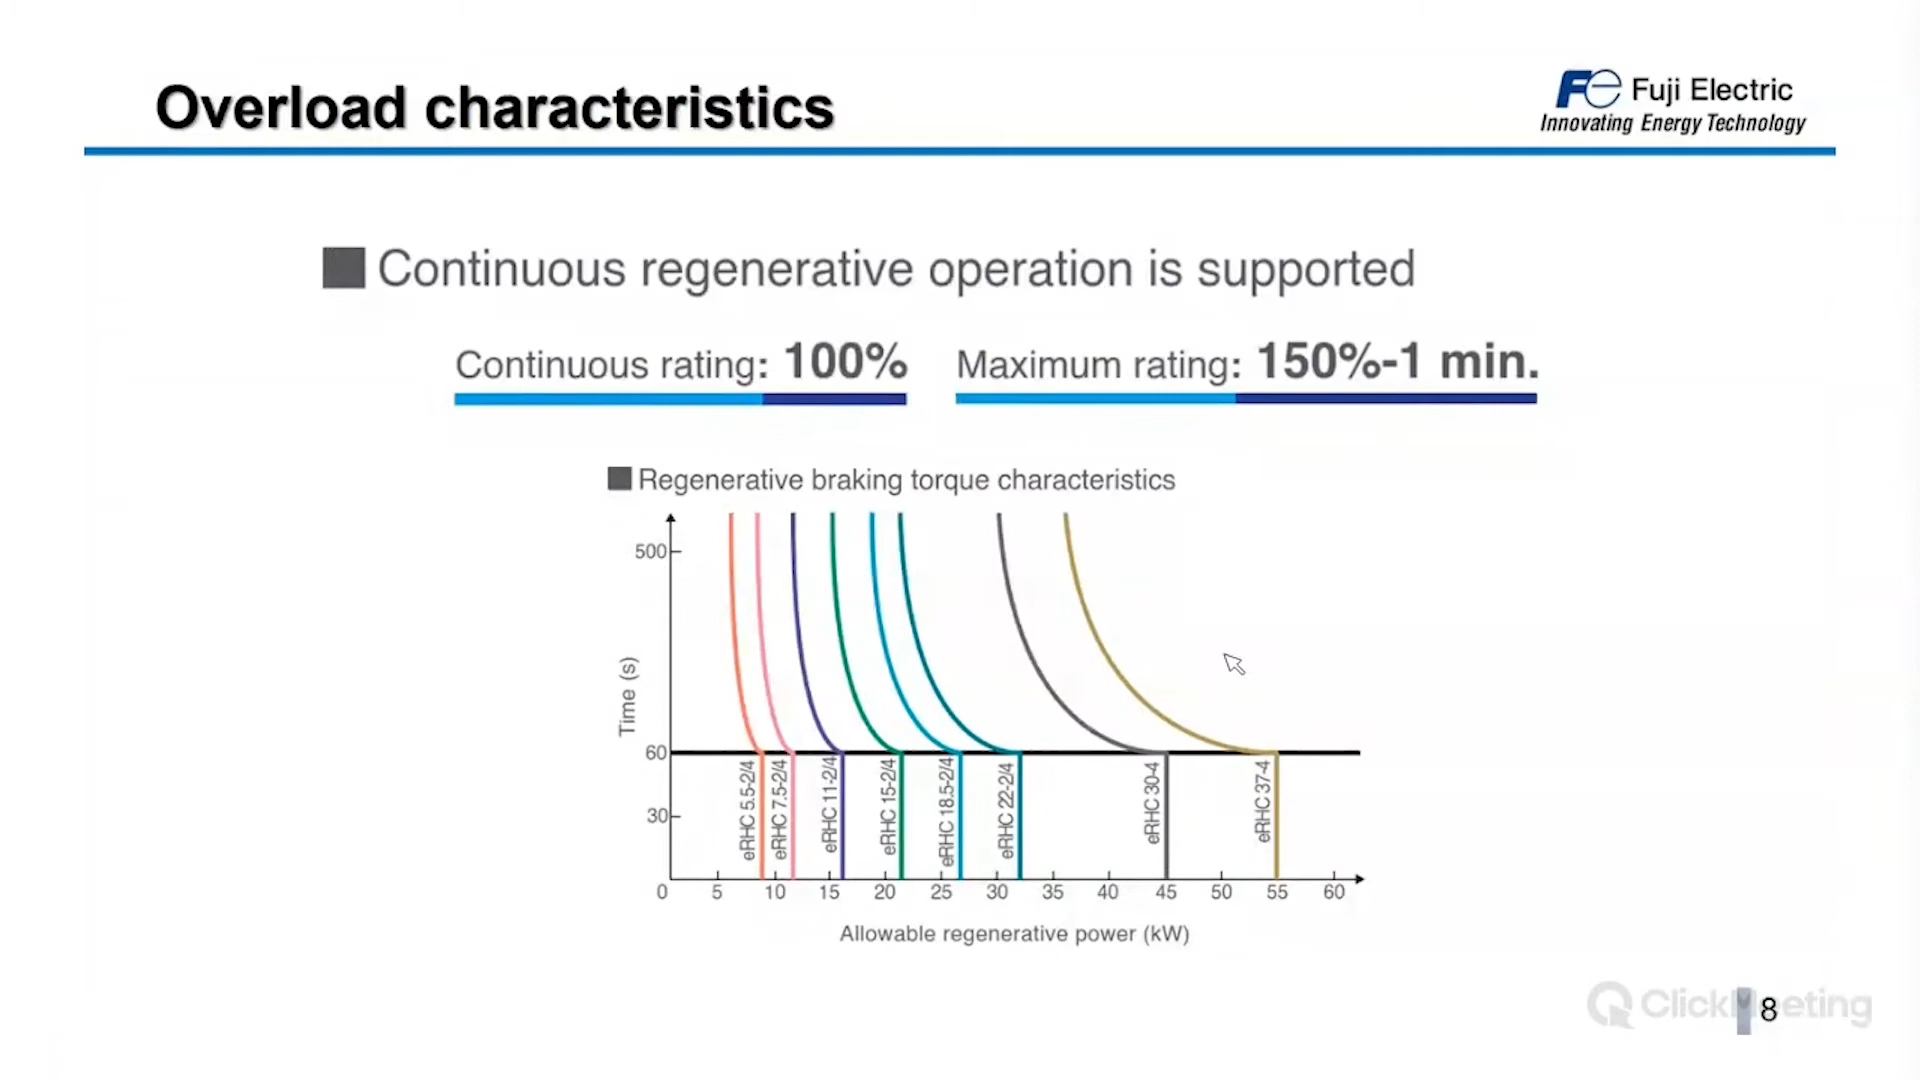 Overload characteristics
Fe Fuji Electric
Innovating Energy Technology
Continuous regenerative operation is supported
Continuous rating: 100%
Maximum rating: 150%-1 min.
Regenerative braking torque characteristics
500
60
30
Time (s)
eRHC 5.5-2/4
eRHC 7.5-2/4
eRHC 11-2/4
eRHC 15-2/4
eRHC 18.5-2/4
eRHC 22-2/4
eRHC 30-4
eRHC 37-4
0 5 10 15 20 25 30 35 40 45 50 55 60
Allowable regenerative power (kW)
ClickMeeting
8